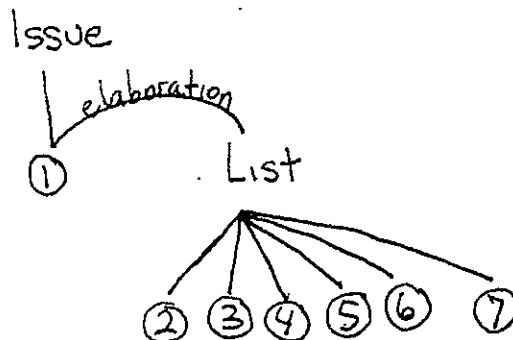 Issue
elaboration
①
List
② ③ ④ ⑤ ⑥ ⑦